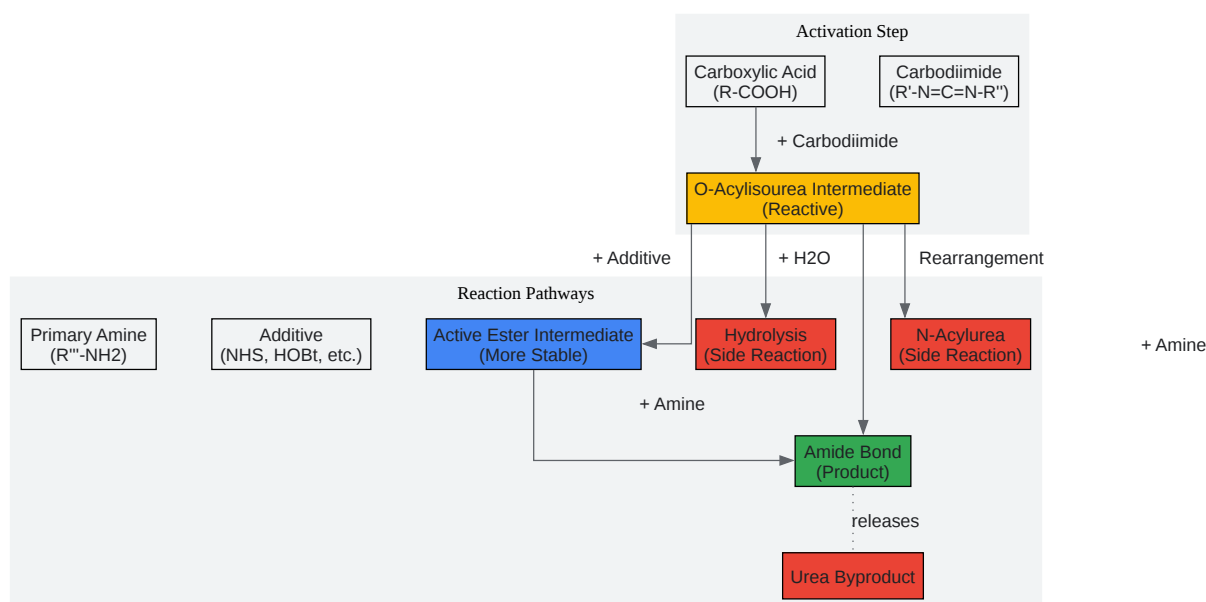 Activation Step
Carboxylic Acid
(R-COOH)
Carbodiimide
(R'-N=C=N-R'')
+ Carbodiimide
O-Acylisourea Intermediate
(Reactive)
+ Additive
+ H2O
Rearrangement
Reaction Pathways
Primary Amine
(R'''-NH2)
Additive
(NHS, HOBt, etc.)
Active Ester Intermediate
(More Stable)
Hydrolysis
(Side Reaction)
N-Acylurea
(Side Reaction)
+ Amine
+ Amine
Amide Bond
(Product)
releases
Urea Byproduct